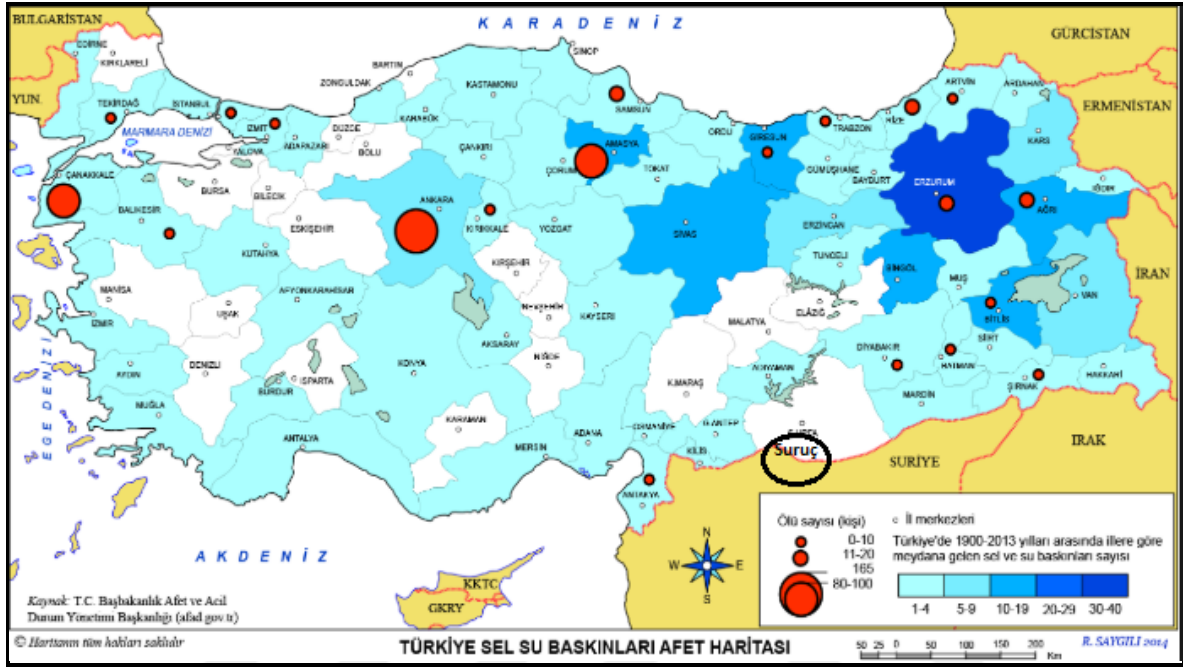 BULGARİSTAN
KARADENİZ
GÜRCİSTAN
EDİRNE
KIRKLARELİ
BARTIN
SİNOP
ZONGULDAK
KASTAMONU
ARTVİN
ARDAHAN
YUN.
TEKİRDAĞ
İSTANBUL
SAMSUN
RİZE
ERMENİSTAN
MARMARA DENİZİ
İZMİT
DÜZCE
KARABÜK
ORDU
GİRESUN
TRABZON
KARS
YALOVA
ADAPAZARI
BOLU
ÇANKIRI
AMASYA
ÇORUM
TOKAT
GÜMÜŞHANE
BAYBURT
ÇANAKKALE
BURSA
BİLECİK
ERZURUM
IĞDIR
BALIKESİR
ESKİŞEHİR
ANKARA
KIRIKKALE
YOZGAT
SİVAS
ERZİNCAN
AĞRI
KÜTAHYA
KIRŞEHİR
TUNCELİ
BİNGÖL
MUŞ
İRAN
MANİSA
AFYONKARAHİSAR
UŞAK
NEVŞEHİR
KAYSERİ
MALATYA
ELAZIĞ
VAN
İZMİR
BİTLİS
AKSARAY
SİİRT
EGE DENİZİ
AYDIN
DENİZLİ
KONYA
NİĞDE
DİYABAKIR
BATMAN
ISPARTA
BURDUR
K.MARAŞ
ADIYAMAN
ŞIRNAK
HAKKARİ
MUĞLA
KARAMAN
MARDİN
ANTALYA
MERSİN
ADANA
OSMANİYE
G.ANTEP
KİLİS
Suruç
SURİYE
IRAK
ANTAKYA
AKDENİZ
KKTC
GKRY
N
W
E
S
Ölü sayısı (kişi)
0-10
11-20
165
80-100
İl merkezleri
Türkiye'de 1900-2013 yılları arasında illere göre
meydana gelen sel ve su baskınları sayısı
1-4 5-9 10-19 20-29 30-40
Kaynak: T.C. Başbakanlık Afet ve Acil
Durum Yönetimi Başkanlığı (afad.gov.tr)
© Haritanın tüm hakları saklıdır
TÜRKİYE SEL SU BASKINLARI AFET HARİTASI
50 25 0 50 100 150 200
Km
R. SAYGILI 2014